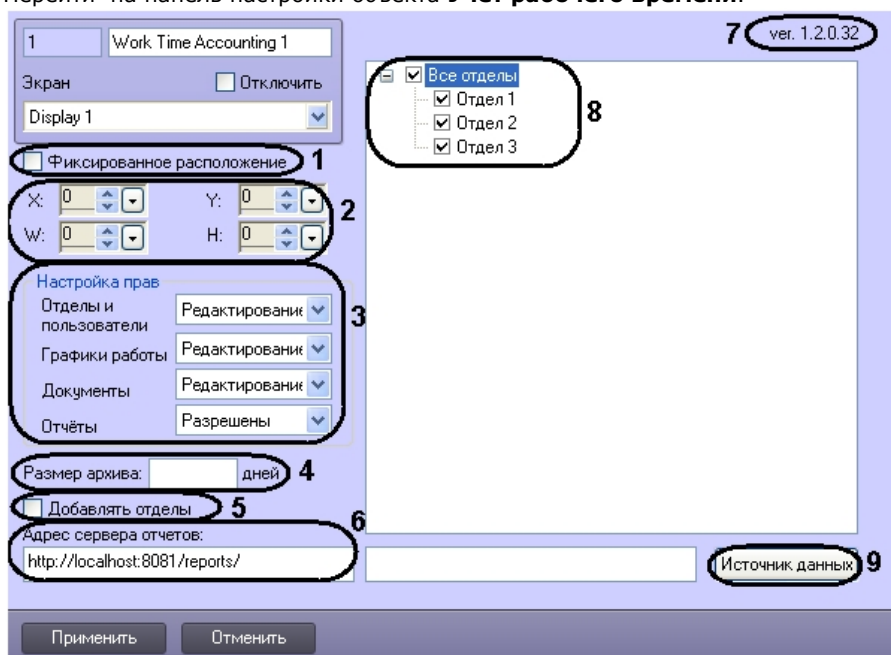 Перейти на панель настройки объекта Учет рабочего времени.
1
Work Time Accounting 1
7
ver. 1.2.0.32
Экран
Отключить
Display 1
Все отделы
Отдел 1
Отдел 2
Отдел 3
8
Фиксированное расположение
1
X: 0
Y: 0
2
W: 0
H: 0
Настройка прав
Отделы и
пользователи
Редактирование
3
Графики работы
Редактирование
Документы
Редактирование
Отчёты
Разрешены
Размер архива:
дней
4
Добавлять отделы
5
6
Адрес сервера отчетов:
http://localhost:8081/reports/
Источник данных
9
Применить
Отменить